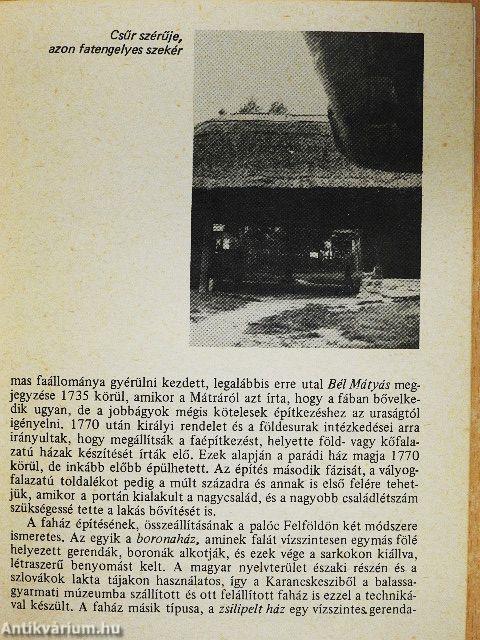 Csűr szérűje,
azon fatengelyes szekér
mas faállománya gyérülni kezdett, legalábbis erre utal Bél Mátyás meg-
jegyzése 1735 körül, amikor a Mátráról azt írta, hogy a fában bővelke-
dik ugyan, de a jobbágyok mégis kötelesek építkezéshez az uraságtól
igényelni. 1770 után királyi rendelet és a földesurak intézkedései arra
irányultak, hogy megállítsák a faépítkezést, helyette föld- vagy kőfala-
zatú házak készítését írták elő. Ezek alapján a parádi ház magja 1770
körül, de inkább előbb épülhetett. Az építés második fázisát, a vályog-
falazatú toldalékot pedig a múlt századra és annak is első felére tehet-
jük, amikor a portán kialakult a nagycsalád, és a nagyobb családlétszám
szükségessé tette a lakás bővítését is.
A faház építésének, összeállításának a palóc Felföldön két módszere
ismeretes. Az egyik a boronaház, aminek falát vízszintesen egymás fölé
helyezett gerendák, boronák alkotják, és ezek vége a sarkokon kiállva,
létraszerű benyomást kelt. A magyar nyelvterület északi részén és a
szlovákok lakta tájakon használatos, így a Karancskesziből a balassa-
gyarmati múzeumba szállított és ott felállított faház is ezzel a techniká-
val készült. A faház másik típusa, a zsilipelt ház egy vízszintes gerenda-
Antikvárium.hu